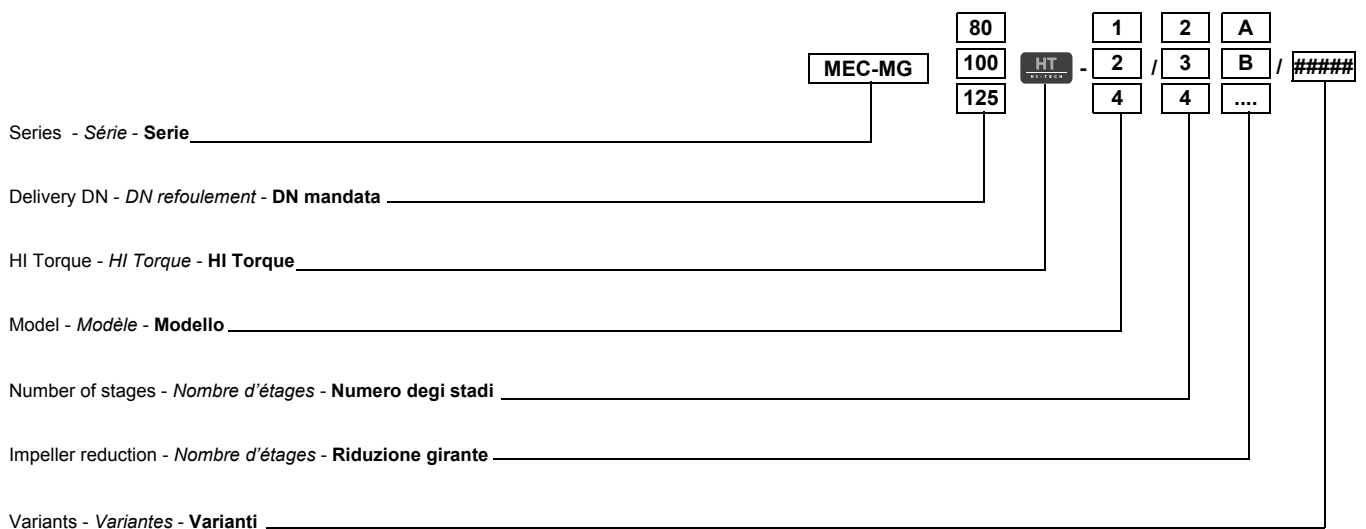 80 1 2 A
MEC-MG 100 HT HI-TECH - 2 / 3 B / #####
125 4 4 ....
Series - Série - Serie
Delivery DN - DN refoulement - DN mandata
HI Torque - HI Torque - HI Torque
Model - Modèle - Modello
Number of stages - Nombre d’étages - Numero degi stadi
Impeller reduction - Nombre d’étages - Riduzione girante
Variants - Variantes - Varianti